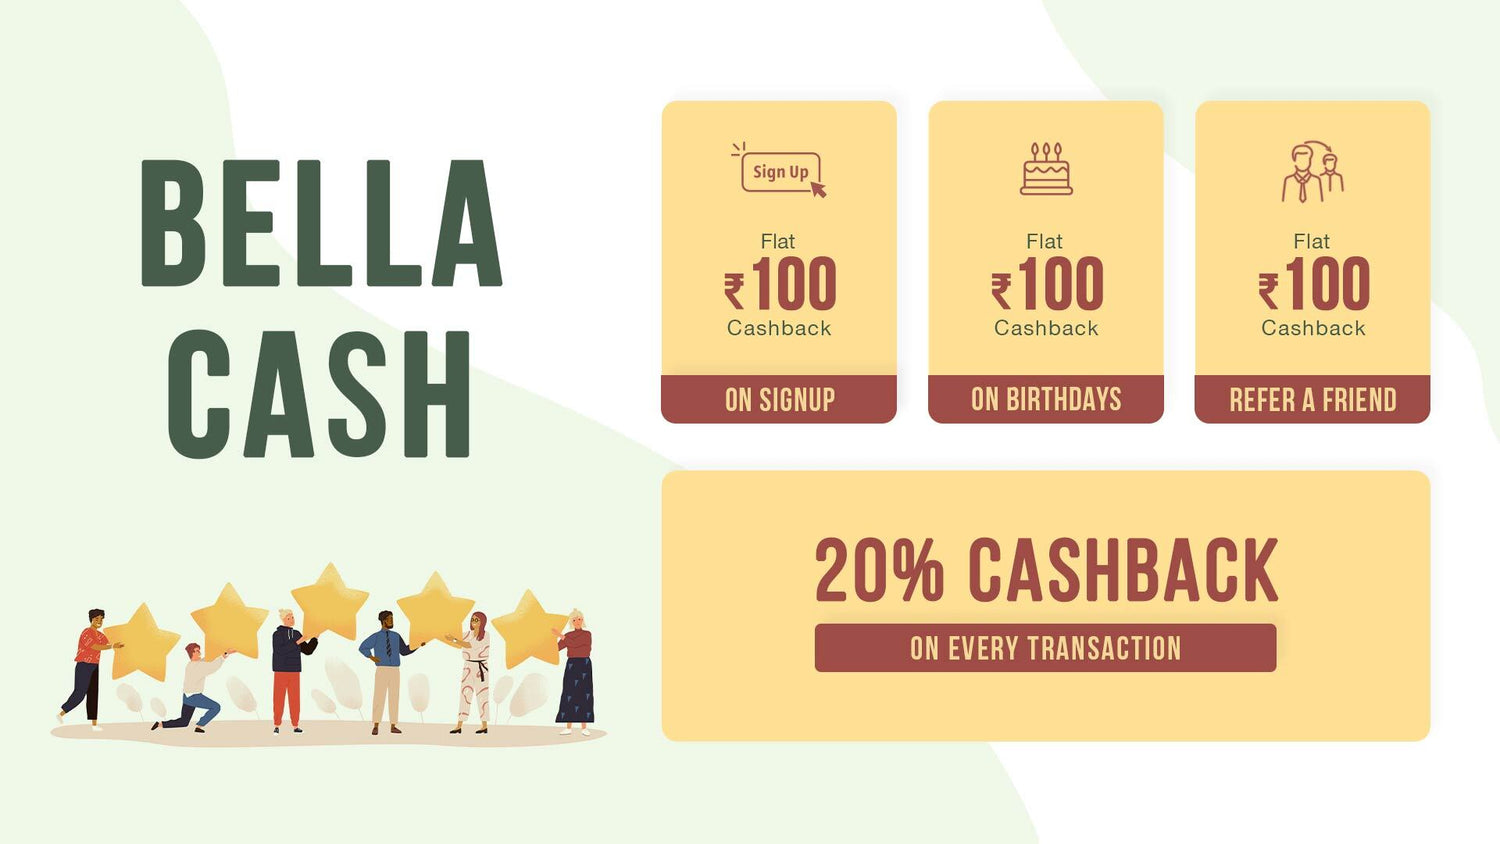 BELLA
CASH
Sign Up
Flat
₹100
Cashback
ON SIGNUP
Flat
₹100
Cashback
ON BIRTHDAYS
Flat
₹100
Cashback
REFER A FRIEND
20% CASHBACK
ON EVERY TRANSACTION